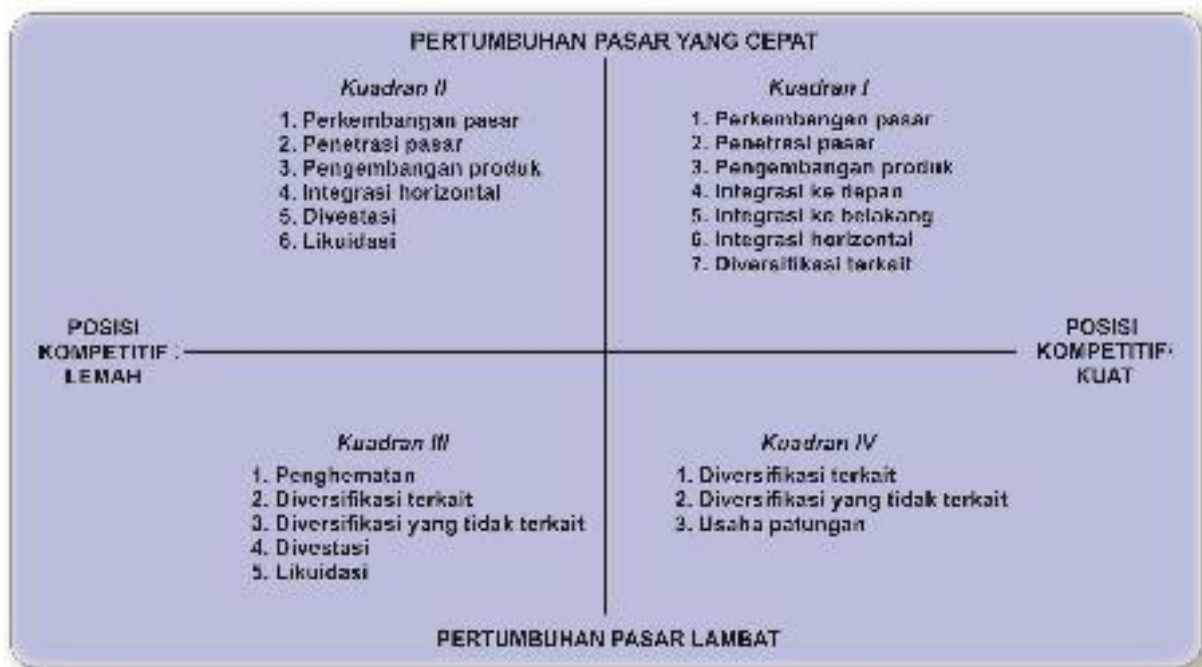 PERTUMBUHAN PASAR YANG CEPAT
Kuadran II
1. Perkembangan pasar
2. Penetrasi pasar
3. Pengembangan produk
4. Integrasi horizontal
5. Divestasi
6. Likuidasi
Kuadran I
1. Perkembangan pasar
2. Penetrasi pasar
3. Pengembangan produk
4. Integrasi ke depan
5. Integrasi ke belakang
6. Integrasi horizontal
7. Diversifikasi terkait
POSISI
KOMPETITIF
LEMAH
POSISI
KOMPETITIF
KUAT
Kuadran III
1. Penghematan
2. Diversifikasi terkait
3. Diversifikasi yang tidak terkait
4. Divestasi
5. Likuidasi
Kuadran IV
1. Diversifikasi terkait
2. Diversifikasi yang tidak terkait
3. Usaha patungan
PERTUMBUHAN PASAR LAMBAT